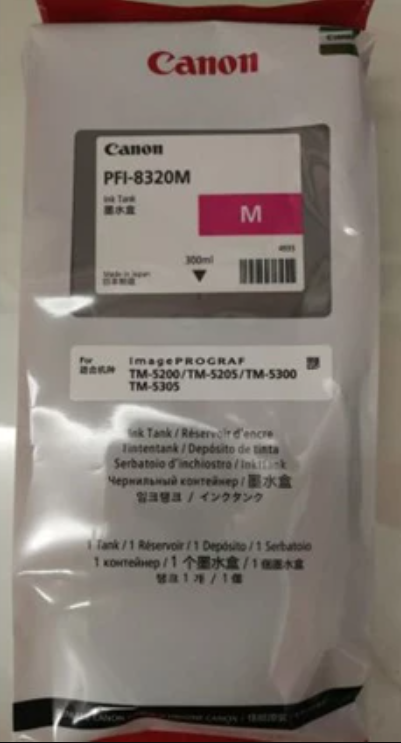 Canon
Canon
PFI-8320M
Ink Tank
墨水盒
M
300ml
Made in Japan
日本制造
For
适合机种
imagePROGRAF
TM-5200/TM-5205/TM-5300
TM-5305
Ink Tank / Réservoir d'encre
Tintentank / Depósito de tinta
Serbatoio d'inchiostro / Inkttank
Чернильный контейнер / 墨水盒
잉크탱크 / インクタンク
1 Tank / 1 Réservoir / 1 Depósito / 1 Serbatoio
1 контейнер / 1 个墨水盒 / 1 個墨水盒
탱크 1 개 / 1 個